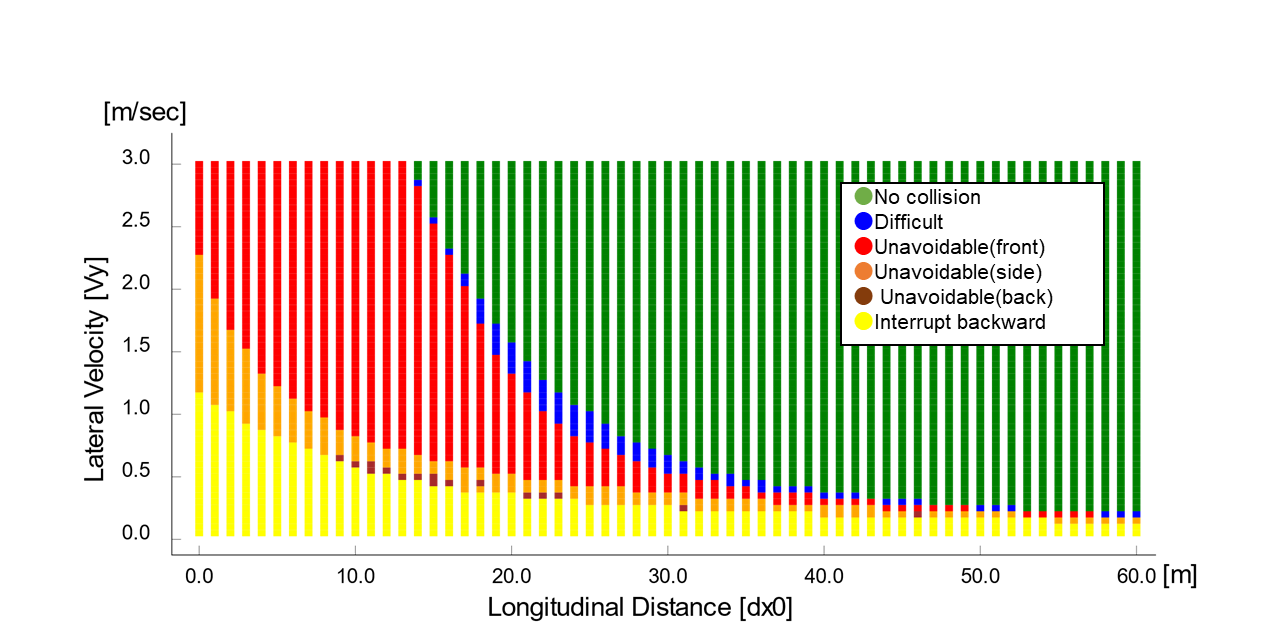 [m/sec]
3.0
2.5
2.0
1.5
1.0
0.5
0.0
Lateral Velocity [Vy]
No collision
Difficult
Unavoidable(front)
Unavoidable(side)
Unavoidable(back)
Interrupt backward
0.0 10.0 20.0 30.0 40.0 50.0 60.0 [m]
Longitudinal Distance [dx0]